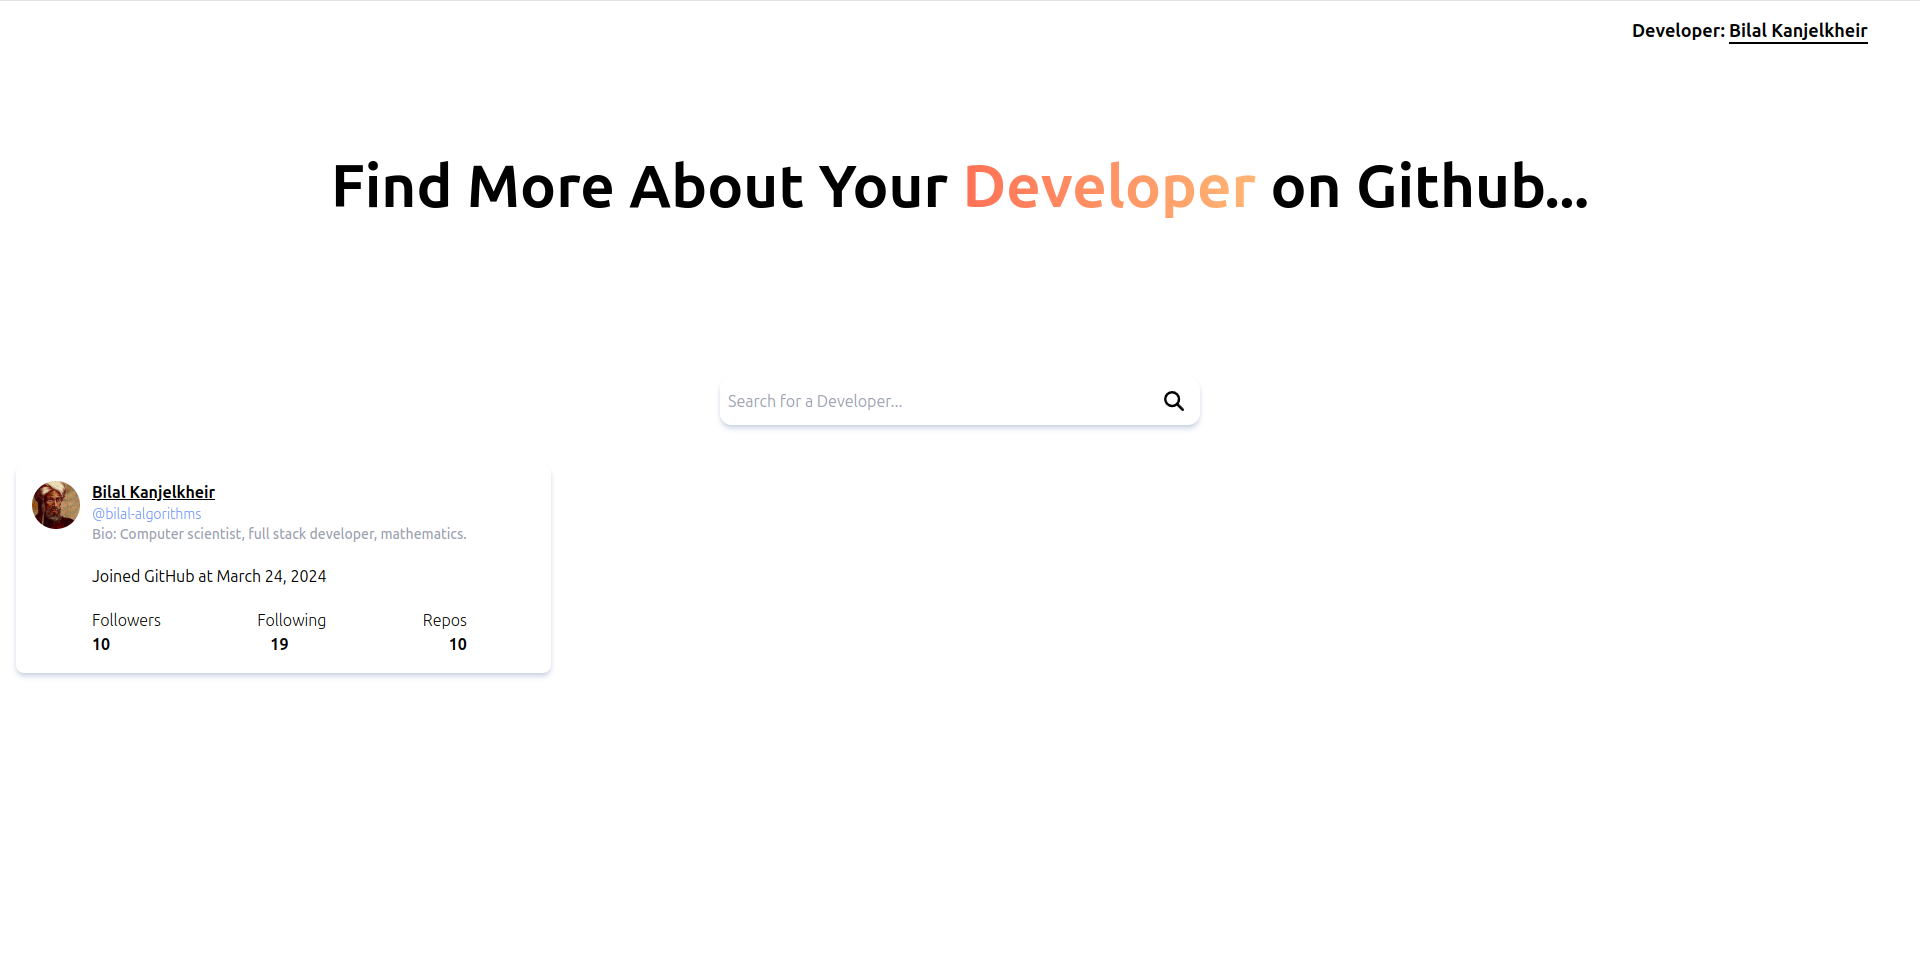 Developer: Bilal Kanjelkheir
Find More About Your Developer on Github...
Search for a Developer...
Bilal Kanjelkheir
@bilal-algorithms
Bio: Computer scientist, full stack developer, mathematics.
Joined GitHub at March 24, 2024
Followers Following Repos
10 19 10